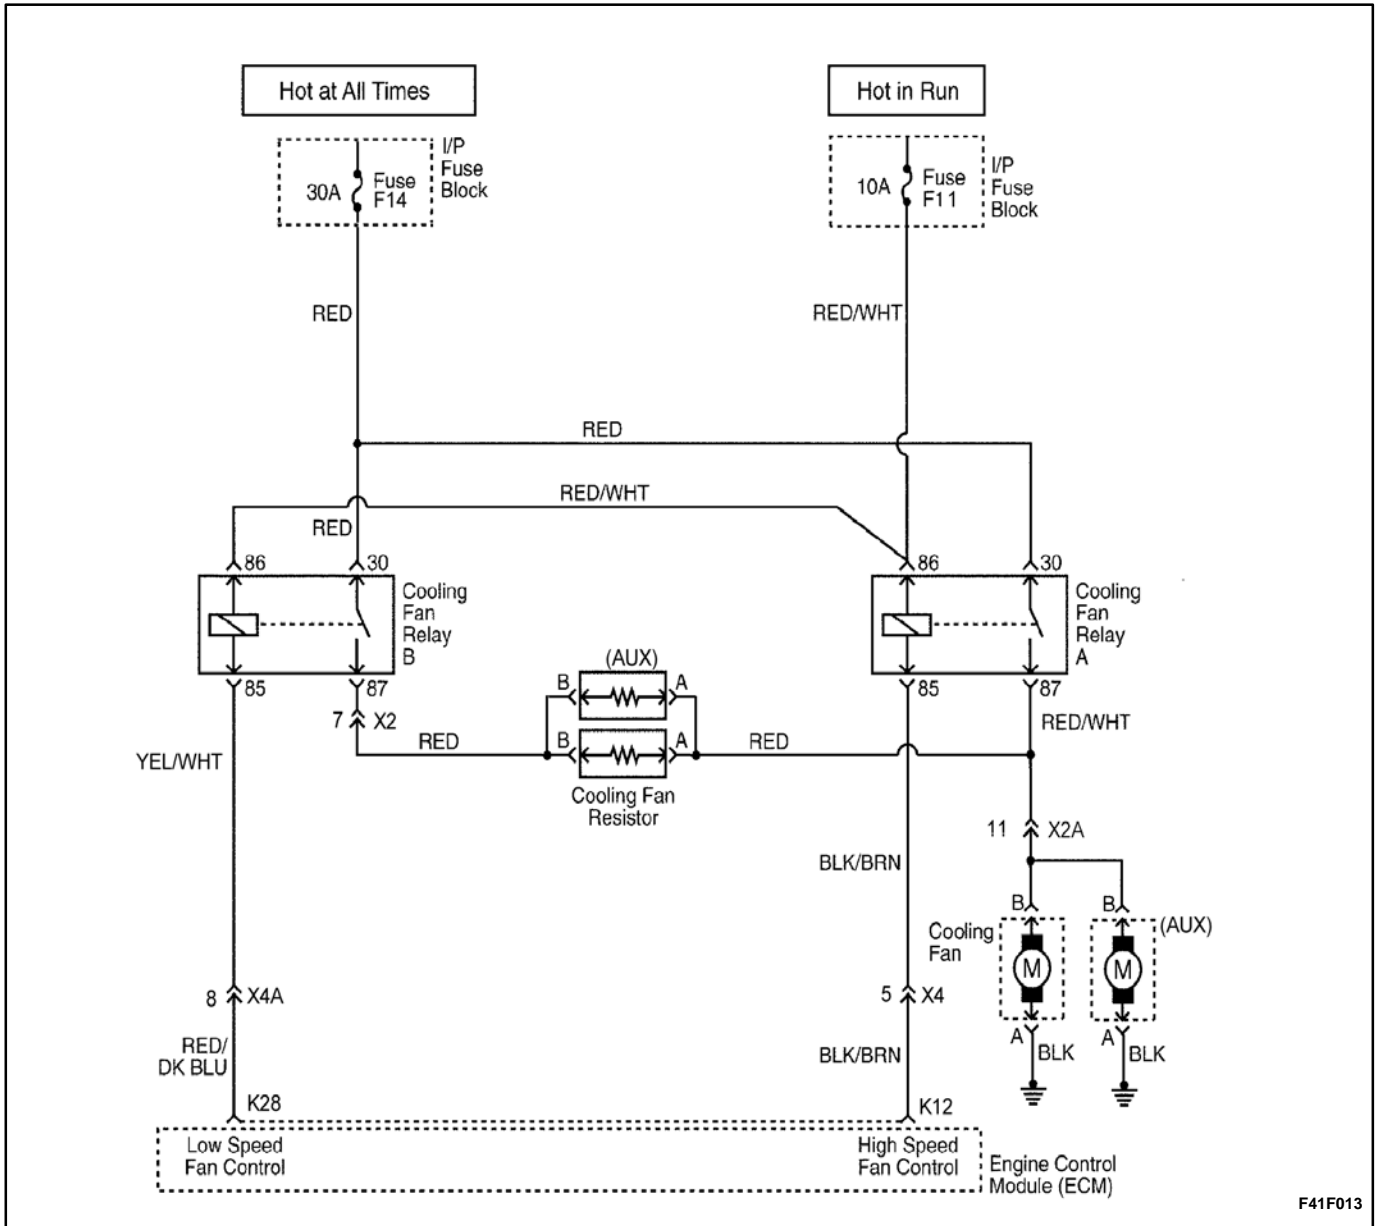 Hot at All Times
Hot in Run
30A
Fuse
F14
I/P
Fuse
Block
10A
Fuse
F11
I/P
Fuse
Block
RED
RED/WHT
RED
RED/WHT
RED
86
30
86
30
Cooling
Fan
Relay
B
Cooling
Fan
Relay
A
85
87
85
87
(AUX)
B
A
B
A
Cooling Fan
Resistor
7
X2
RED
RED
RED/WHT
YEL/WHT
11
X2A
BLK/BRN
B
B
Cooling
Fan
(AUX)
M
M
A
A
BLK
BLK
8
X4A
5
X4
RED/
DK BLU
BLK/BRN
K28
K12
Low Speed
Fan Control
High Speed
Fan Control
Engine Control
Module (ECM)
F41F013